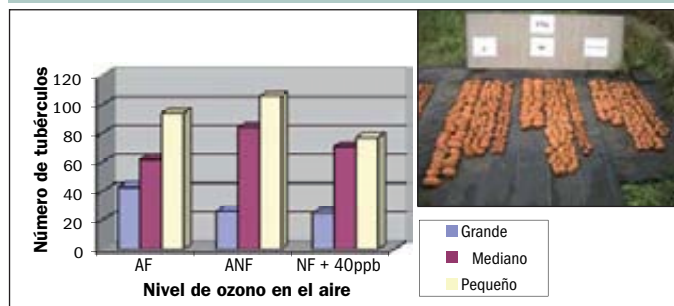 Número de tubérculos
120
100
80
60
40
20
0
AF ANF NF + 40ppb
Nivel de ozono en el aire
Grande
Mediano
Pequeño